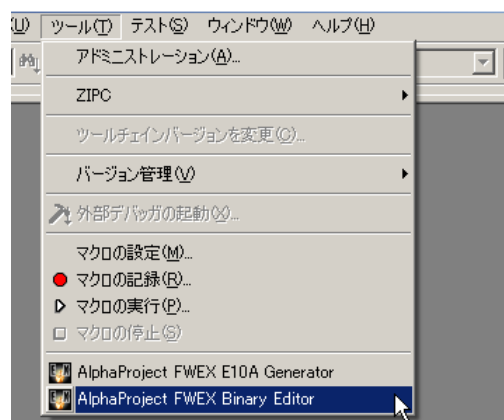 (U) ツール(T) テスト(S) ウィンドウ(W) ヘルプ(H)
アドミニストレーション(A)...
ZIPC
ツールチェインバージョンを変更(C)...
バージョン管理(V)
外部デバッガの起動(X)...
マクロの設定(M)...
マクロの記録(R)...
マクロの実行(P)...
マクロの停止(S)
AlphaProject FWEX E10A Generator
AlphaProject FWEX Binary Editor